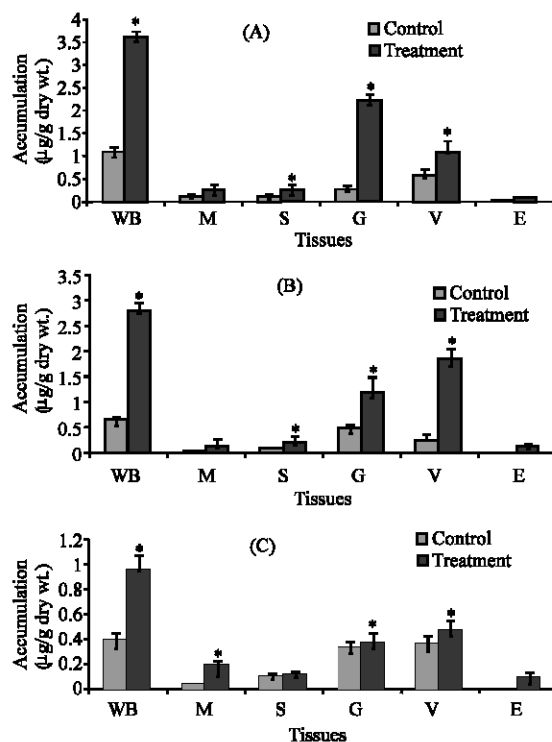 (A)
Control
Treatment
Accumulation
(µg/g dry wt.)
4
3.5
3
2.5
2
1.5
1
0.5
0
*
*
*
*
WB M S G V E
Tissues
(B)
Control
Treatment
Accumulation
(µg/g dry wt.)
3.5
3
2.5
2
1.5
1
0.5
0
*
*
*
*
WB M S G V E
Tissues
(C)
Control
Treatment
Accumulation
(µg/g dry wt.)
1.2
1
0.8
0.6
0.4
0.2
0
*
*
*
*
WB M S G V E
Tissues